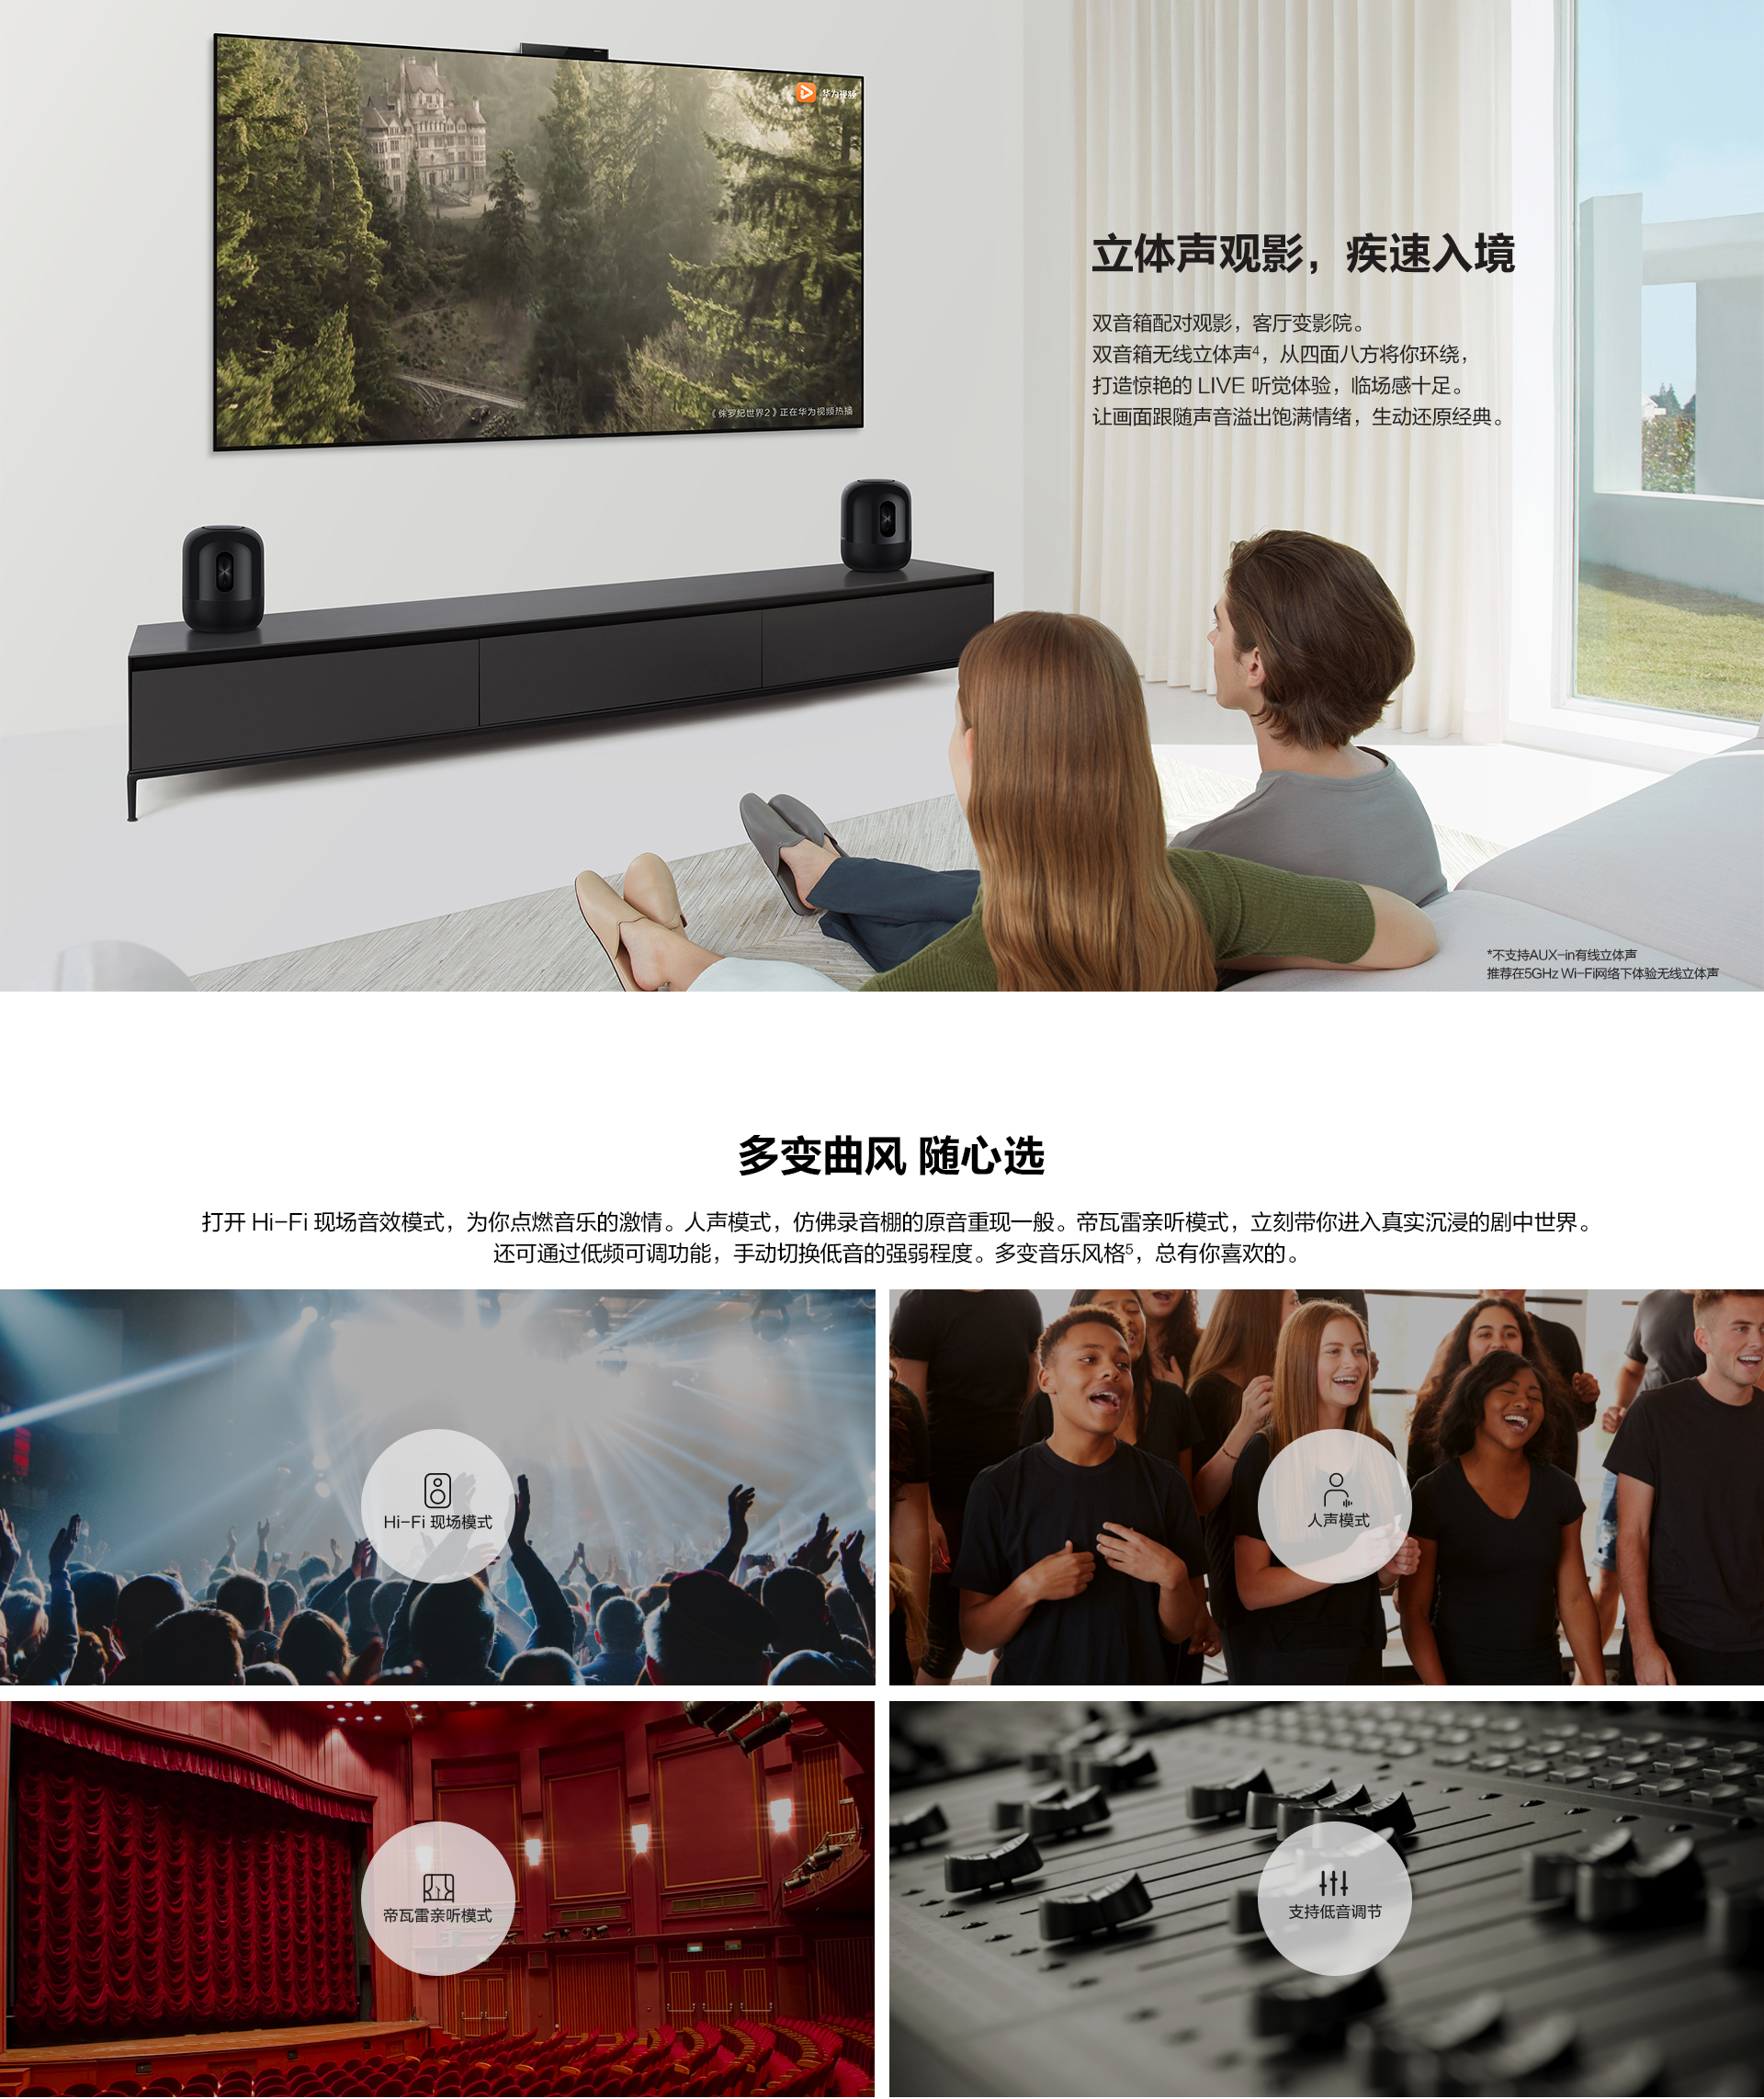 华为视频
《侏罗纪世界2》正在华为视频热播
立体声观影，疾速入境
双音箱配对观影，客厅变影院。
双音箱无线立体声4，从四面八方将你环绕，
打造惊艳的 LIVE 听觉体验，临场感十足。
让画面跟随声音溢出饱满情绪，生动还原经典。
*不支持AUX-in有线立体声
推荐在5GHz Wi-Fi网络下体验无线立体声
多变曲风 随心选
打开 Hi-Fi 现场音效模式，为你点燃音乐的激情。人声模式，仿佛录音棚的原音重现一般。帝瓦雷亲听模式，立刻带你进入真实沉浸的剧中世界。
还可通过低频可调功能，手动切换低音的强弱程度。多变音乐风格5，总有你喜欢的。
Hi-Fi 现场模式
人声模式
帝瓦雷亲听模式
支持低音调节